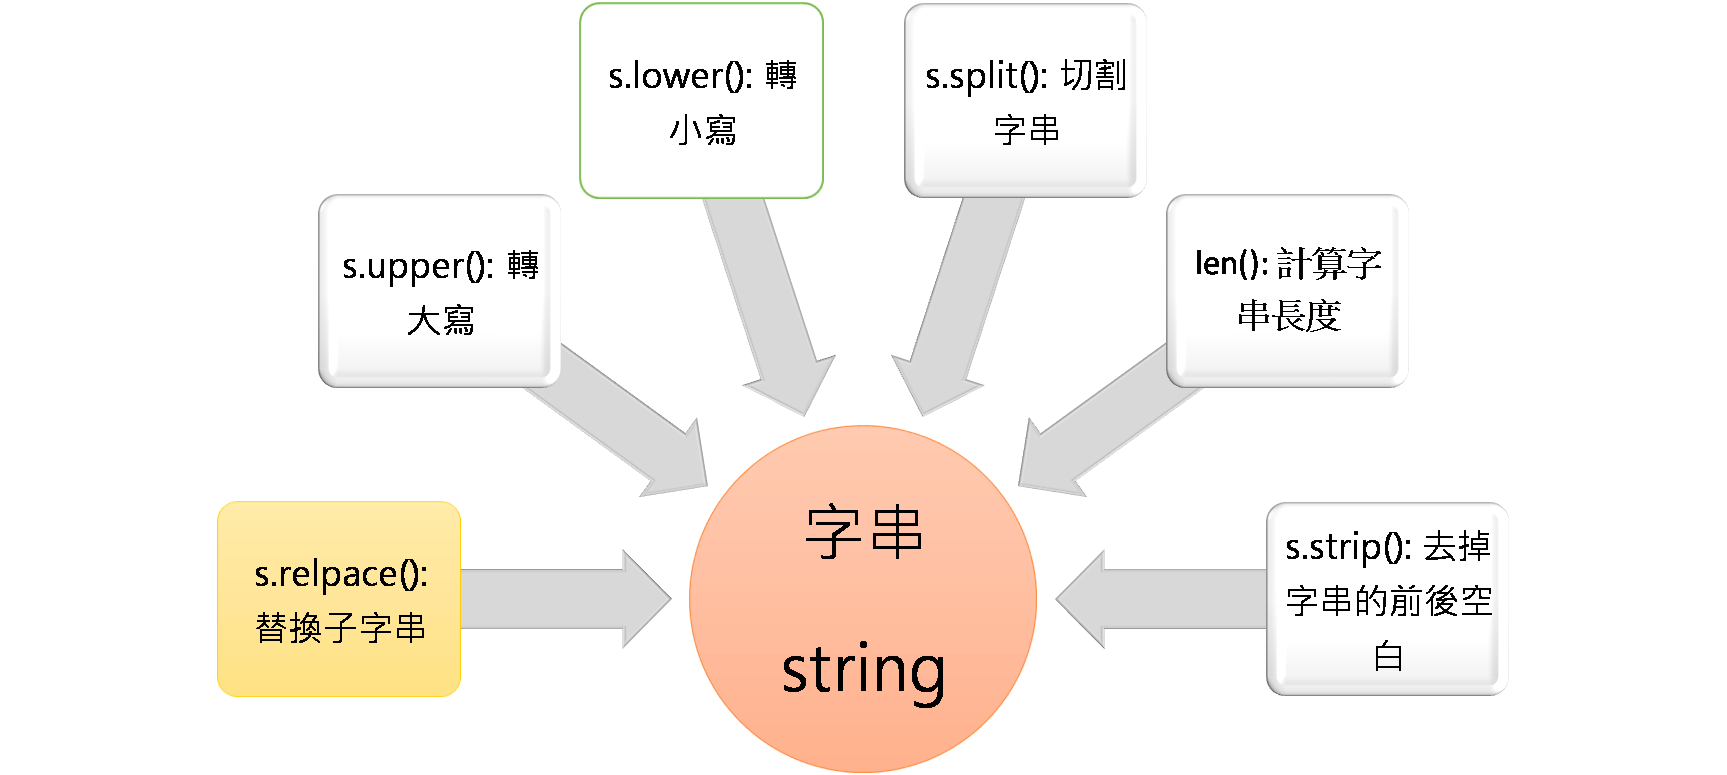 s.lower(): 轉
小寫
s.split(): 切割
字串
s.upper(): 轉
大寫
len(): 計算字
串長度
s.relpace():
替換子字串
字串
string
s.strip(): 去掉
字串的前後空
白